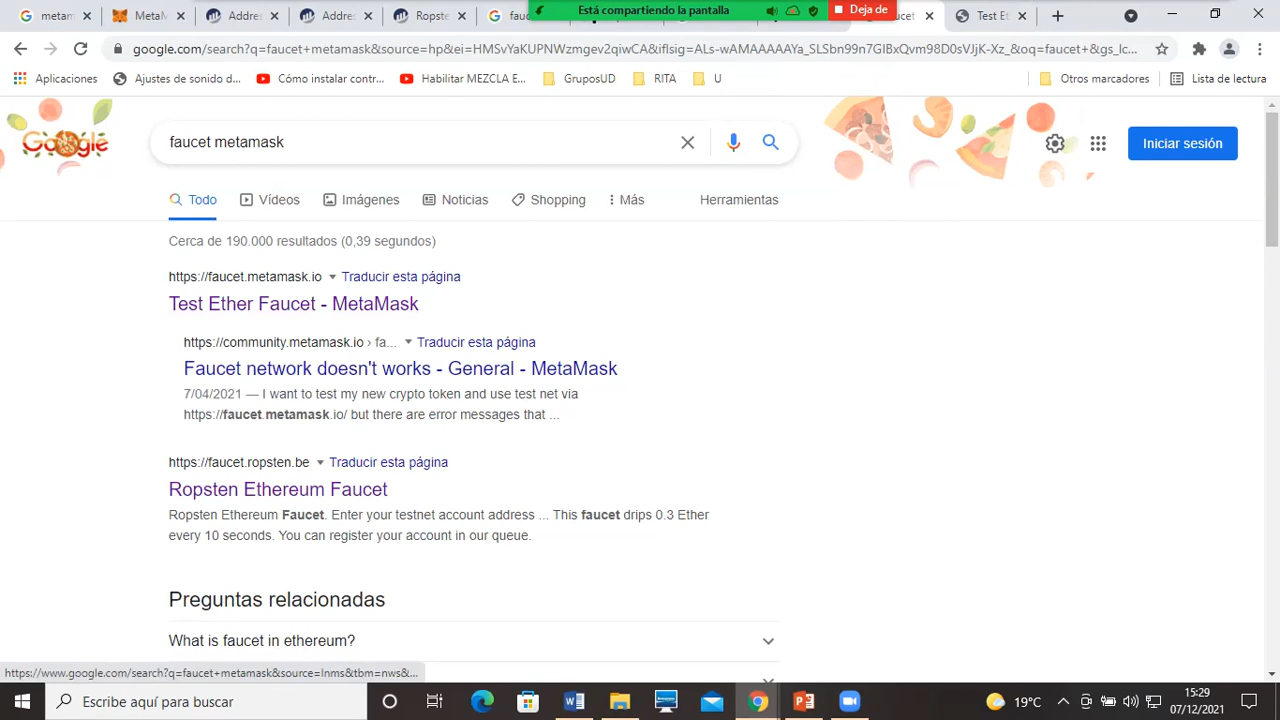 metar
MetaM
Addres
Addre
Ropste
fauc
Está compartiendo la pantalla
Deja de
Test Et
google.com/search?q=faucet+metamask&source=hp&ei=HMSvYaKUPNWzmgev2qiwCA&iflsig=ALs-wAMAAAAAYa_SLSbn99n7GIBxQvm98D0sVJjK-Xz_&oq=faucet+&gs_lc...
Aplicaciones
Ajustes de sonido d...
Cómo instalar contr...
Habilitar MEZCLA E...
GruposUD
RITA
U
Otros marcadores
Lista de lectura
Google
faucet metamask
Iniciar sesión
Todo
Vídeos
Imágenes
Noticias
Shopping
Más
Herramientas
Cerca de 190.000 resultados (0,39 segundos)
https://faucet.metamask.io
Traducir esta página
Test Ether Faucet - MetaMask
https://community.metamask.io › fa...
Traducir esta página
Faucet network doesn't works - General - MetaMask
7/04/2021 — I want to test my new crypto token and use test net via
https://faucet.metamask.io/ but there are error messages that ...
https://faucet.ropsten.be
Traducir esta página
Ropsten Ethereum Faucet
Ropsten Ethereum Faucet. Enter your testnet account address ... This faucet drips 0.3 Ether
every 10 seconds. You can register your account in our queue.
Preguntas relacionadas
What is faucet in ethereum?
https://www.google.com/search?q=faucet+metamask&source=lnms&tbm=nws&...
Escribe aquí para buscar
19°C
15:29
07/12/2021